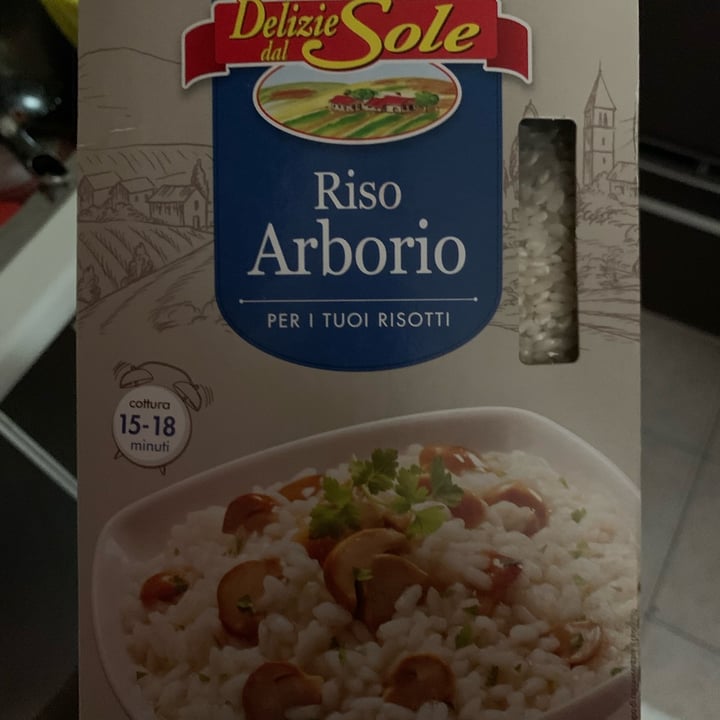 Delizie
dal Sole
Riso
Arborio
PER I TUOI RISOTTI
cottura
15-18
minuti